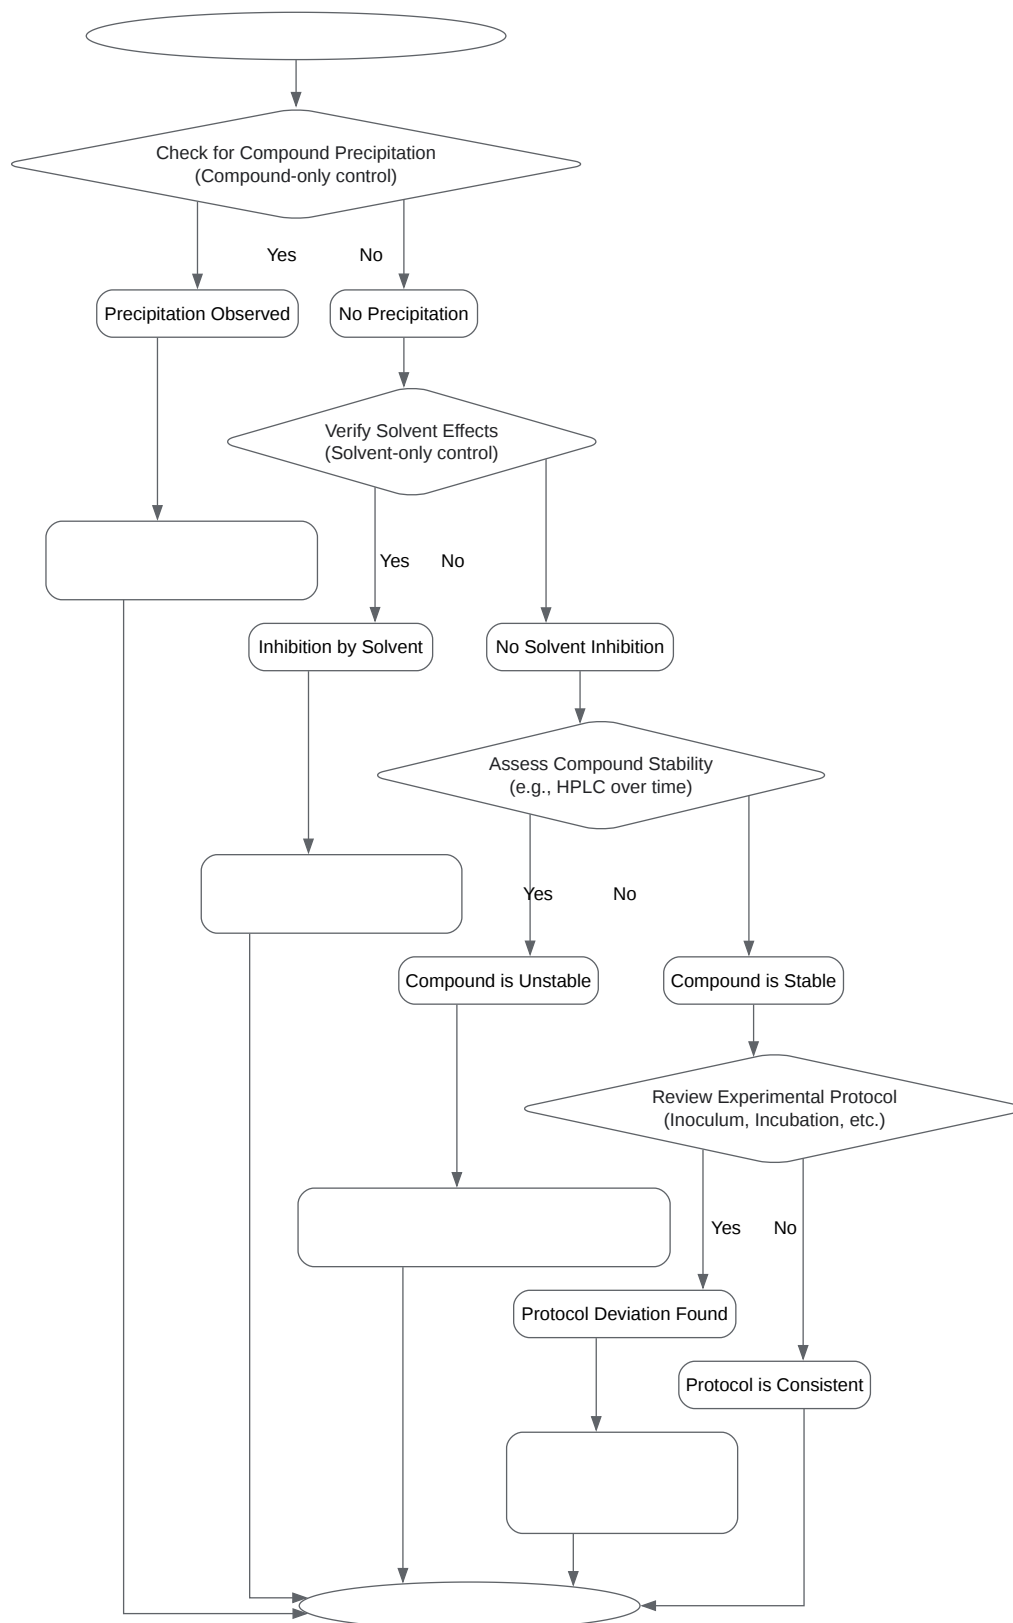 Check for Compound Precipitation
(Compound-only control)
Yes
No
Precipitation Observed
No Precipitation
Verify Solvent Effects
(Solvent-only control)
Yes
No
Inhibition by Solvent
No Solvent Inhibition
Assess Compound Stability
(e.g., HPLC over time)
Yes
No
Compound is Unstable
Compound is Stable
Review Experimental Protocol
(Inoculum, Incubation, etc.)
Yes
No
Protocol Deviation Found
Protocol is Consistent